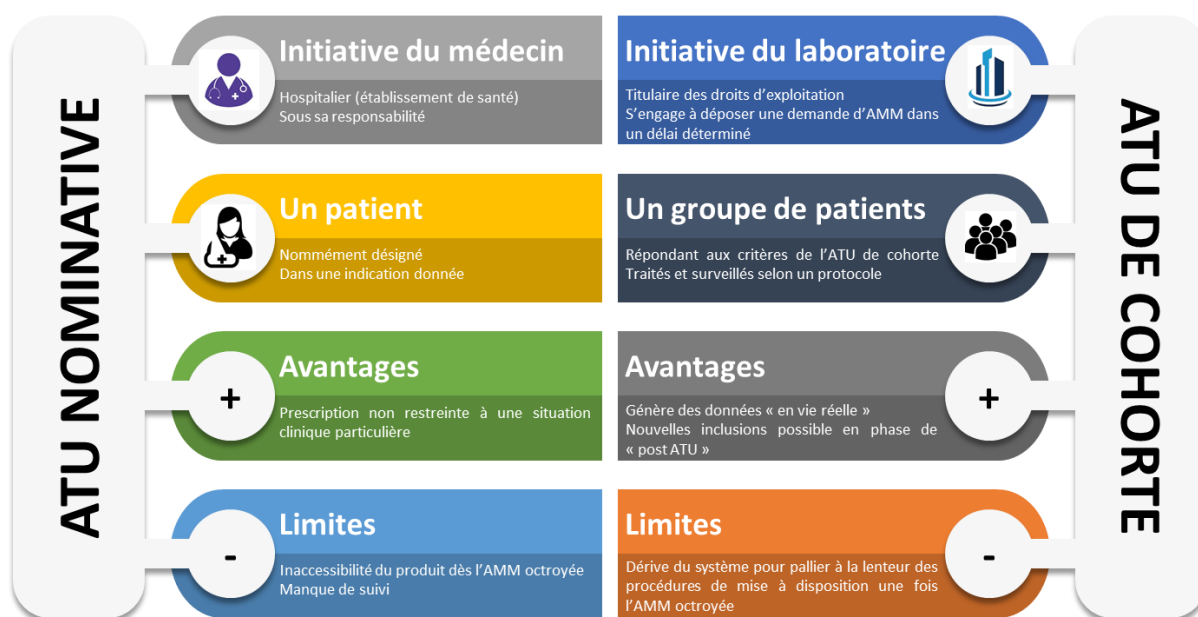 ATU NOMINATIVE
Initiative du médecin
Hospitalier (établissement de santé)
Sous sa responsabilité
Un patient
Nommément désigné
Dans une indication donnée
Avantages
+
Prescription non restreinte à une situation
clinique particulière
Limites
-
Inaccessibilité du produit dès l’AMM octroyée
Manque de suivi
Initiative du laboratoire
Titulaire des droits d’exploitation
S’engage à déposer une demande d’AMM dans
un délai déterminé
Un groupe de patients
Répondant aux critères de l’ATU de cohorte
Traités et surveillés selon un protocole
Avantages
+
Génère des données « en vie réelle »
Nouvelles inclusions possible en phase de
« post ATU »
Limites
-
Dérive du système pour pallier à la lenteur des
procédures de mise à disposition une fois
l’AMM octroyée
ATU DE COHORTE